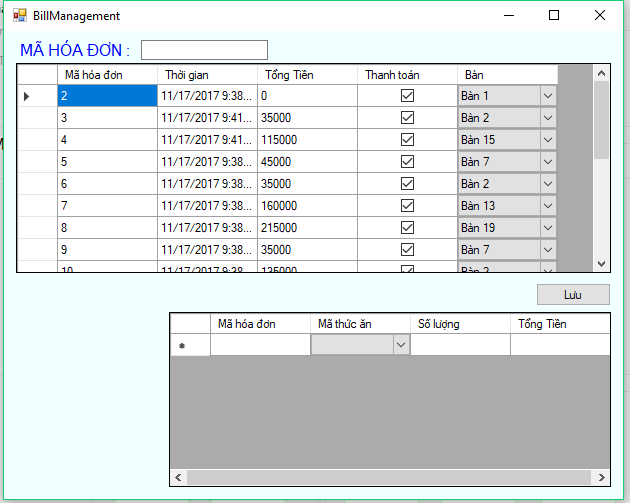 BillManagement
MÃ HÓA ĐƠN :
Mã hóa đơn Thời gian Tổng Tiền Thanh toán Bàn
2 11/17/2017 9:38... 0 Bàn 1
3 11/17/2017 9:41... 35000 Bàn 2
4 11/17/2017 9:41... 115000 Bàn 15
5 11/17/2017 9:38... 45000 Bàn 7
6 11/17/2017 9:38... 35000 Bàn 2
7 11/17/2017 9:38... 160000 Bàn 13
8 11/17/2017 9:38... 215000 Bàn 19
9 11/17/2017 9:38... 35000 Bàn 7
10 11/17/2017 9:38... 135000 Bàn 2
Lưu
Mã hóa đơn Mã thức ăn Số lượng Tổng Tiền